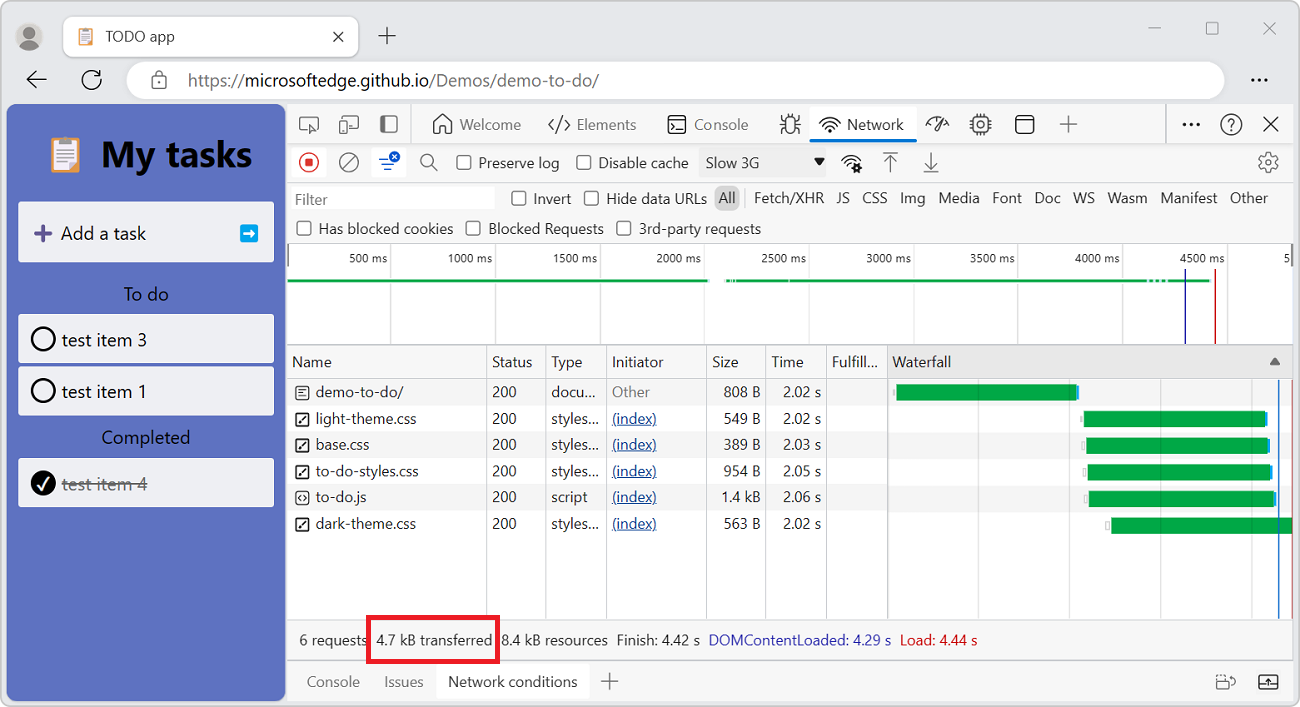 TODO app
https://microsoftedge.github.io/Demos/demo-to-do/
My tasks
Add a task
To do
test item 3
test item 1
Completed
test item 4
Welcome Elements Console Network
Preserve log Disable cache Slow 3G
Filter Invert Hide data URLs All Fetch/XHR JS CSS Img Media Font Doc WS Wasm Manifest Other
Has blocked cookies Blocked Requests 3rd-party requests
500 ms 1000 ms 1500 ms 2000 ms 2500 ms 3000 ms 3500 ms 4000 ms 4500 ms 5
Name Status Type Initiator Size Time Fulfill... Waterfall
demo-to-do/ 200 docu... Other 808 B 2.02 s
light-theme.css 200 styles... (index) 549 B 2.02 s
base.css 200 styles... (index) 389 B 2.03 s
to-do-styles.css 200 styles... (index) 954 B 2.05 s
to-do.js 200 script (index) 1.4 kB 2.06 s
dark-theme.css 200 styles... (index) 563 B 2.02 s
6 requests 4.7 kB transferred 8.4 kB resources Finish: 4.42 s DOMContentLoaded: 4.29 s Load: 4.44 s
Console Issues Network conditions